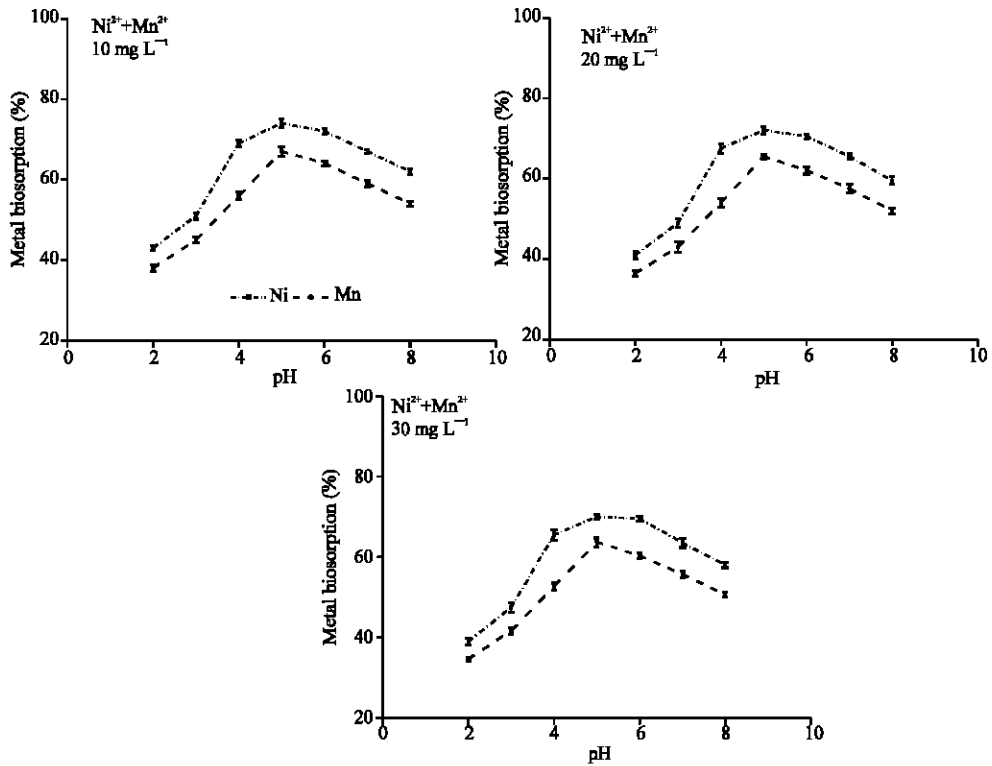 Ni²⁺+Mn²⁺
10 mg L⁻¹
Metal biosorption (%)
100
80
60
40
20
Ni Mn
0 2 4 6 8 10
pH
Ni²⁺+Mn²⁺
20 mg L⁻¹
Metal biosorption (%)
100
80
60
40
20
0 2 4 6 8 10
pH
Ni²⁺+Mn²⁺
30 mg L⁻¹
Metal biosorption (%)
100
80
60
40
20
0 2 4 6 8 10
pH